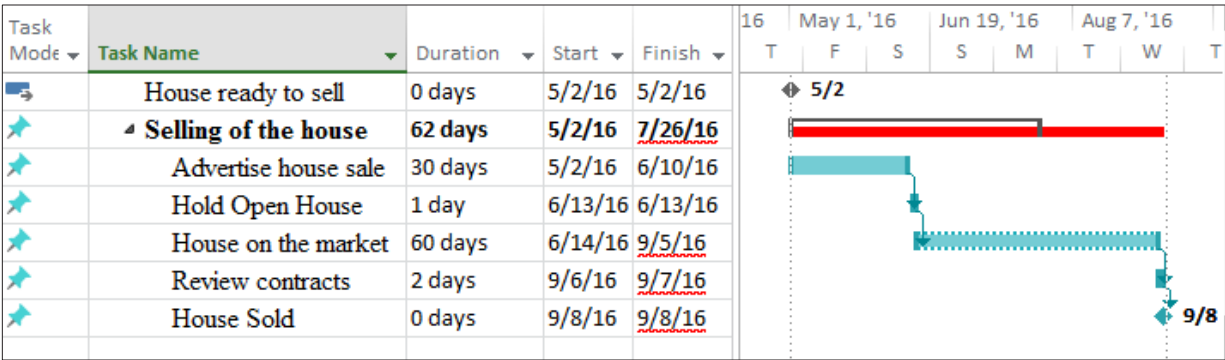 Task Mode Task Name Duration Start Finish
16 May 1, '16 Jun 19, '16 Aug 7, '16
T F S S M T W T
House ready to sell 0 days 5/2/16 5/2/16 5/2
Selling of the house 62 days 5/2/16 7/26/16
Advertise house sale 30 days 5/2/16 6/10/16
Hold Open House 1 day 6/13/16 6/13/16
House on the market 60 days 6/14/16 9/5/16
Review contracts 2 days 9/6/16 9/7/16
House Sold 0 days 9/8/16 9/8/16 9/8